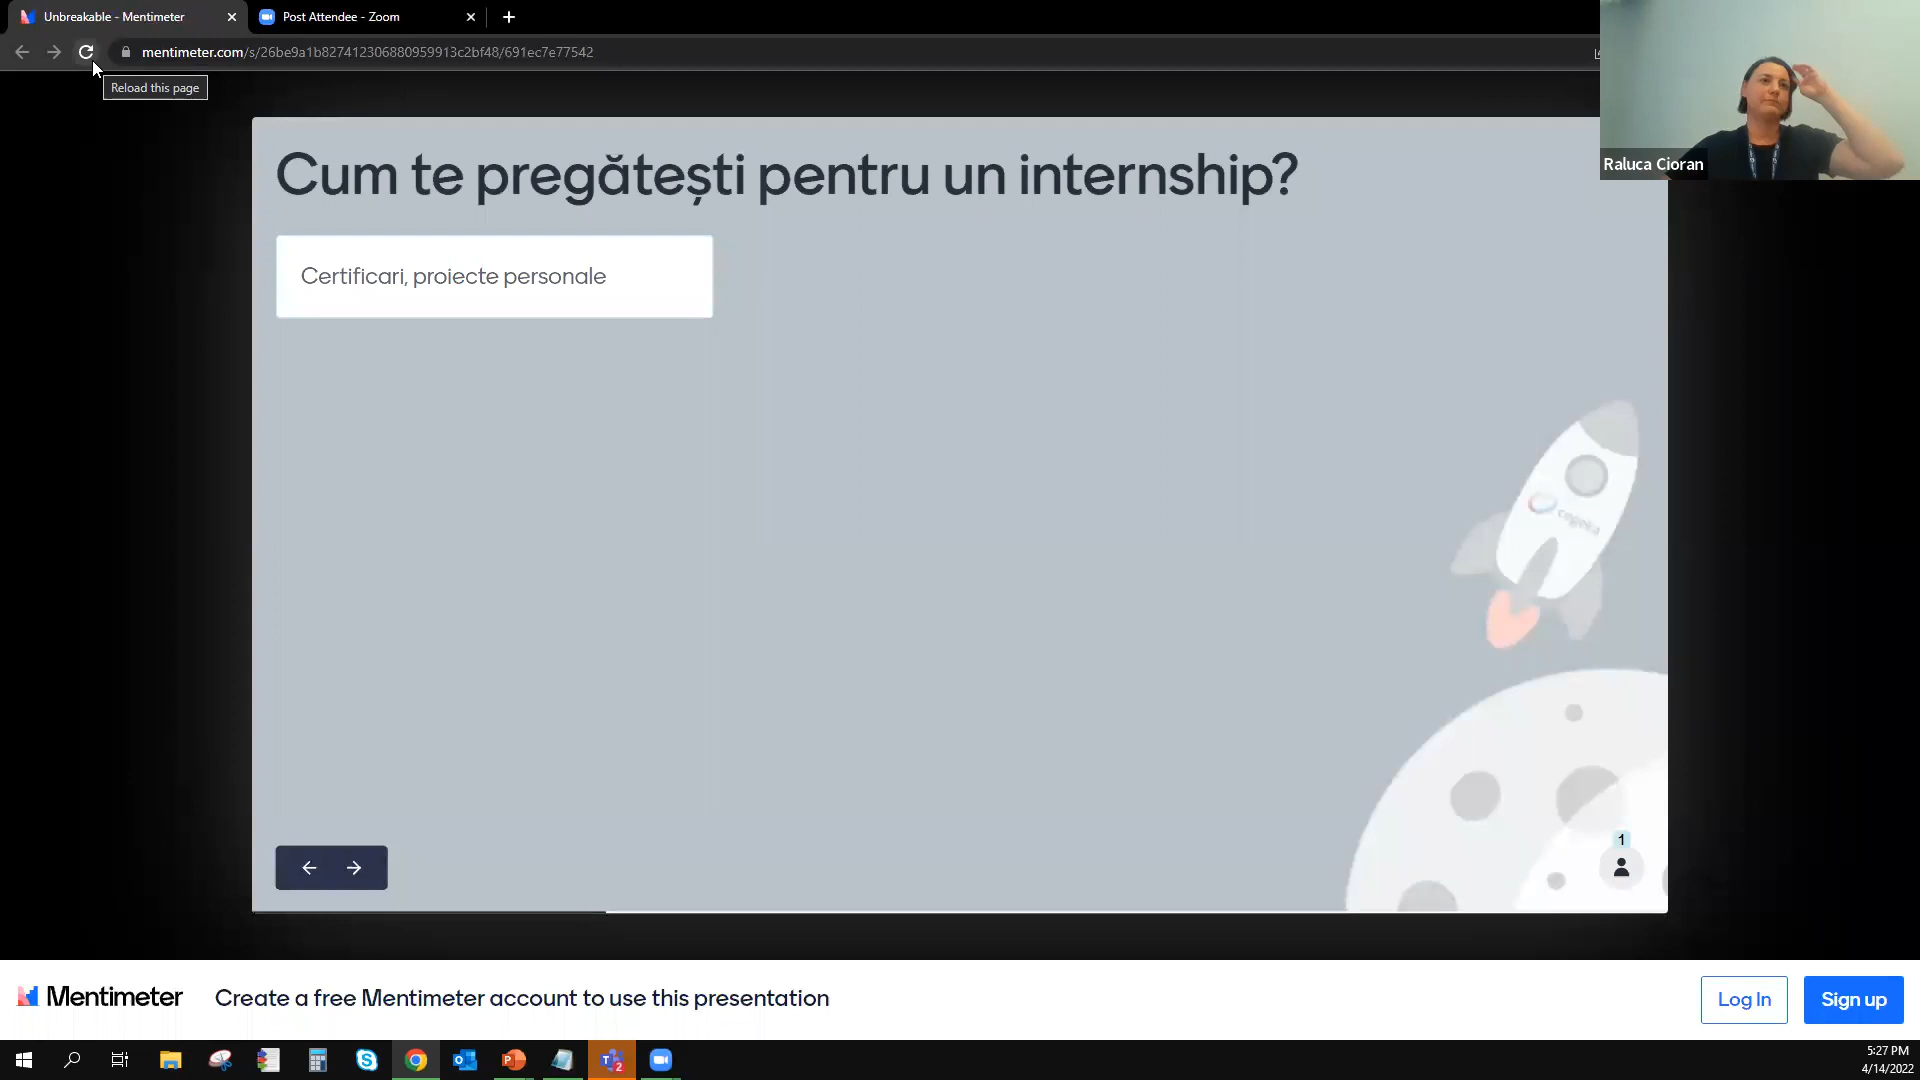 Unbreakable - Mentimeter
Post Attendee - Zoom
mentimeter.com/s/26be9a1b827412306880959913c2bf48/691ec7e77542
Reload this page
Raluca Cioran
Cum te pregătești pentru un internship?
Certificari, proiecte personale
cegeka
1
Mentimeter
Create a free Mentimeter account to use this presentation
Log In
Sign up
2
5:27 PM
4/14/2022